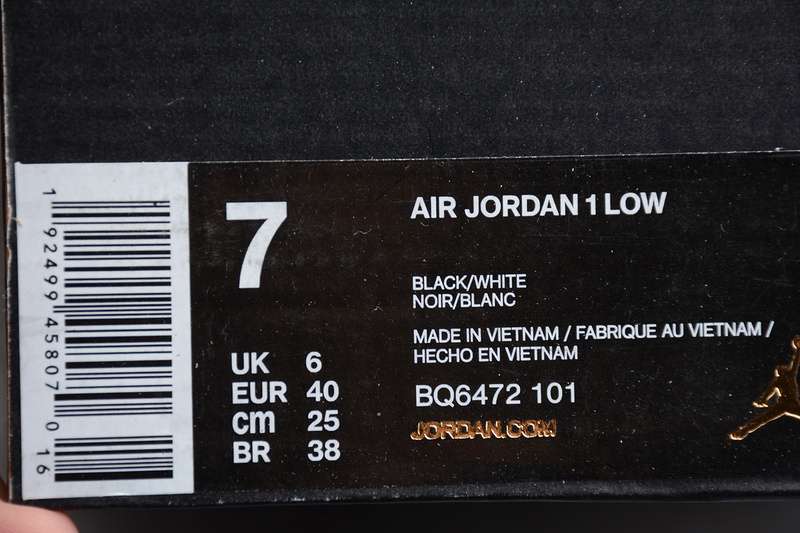 1 92499 45807 0 16
7
UK 6
EUR 40
cm 25
BR 38
AIR JORDAN 1 LOW
BLACK/WHITE
NOIR/BLANC
MADE IN VIETNAM / FABRIQUE AU VIETNAM /
HECHO EN VIETNAM
BQ6472 101
JORDAN.COM